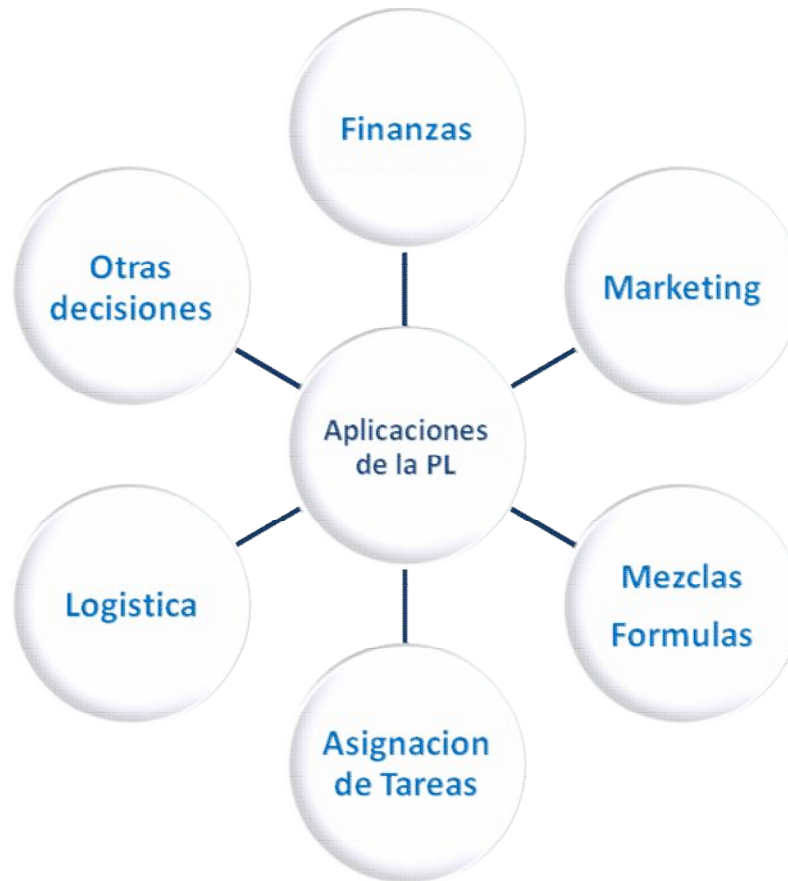 Finanzas
Otras
decisiones
Marketing
Aplicaciones
de la PL
Logistica
Mezclas
Formulas
Asignacion
de Tareas